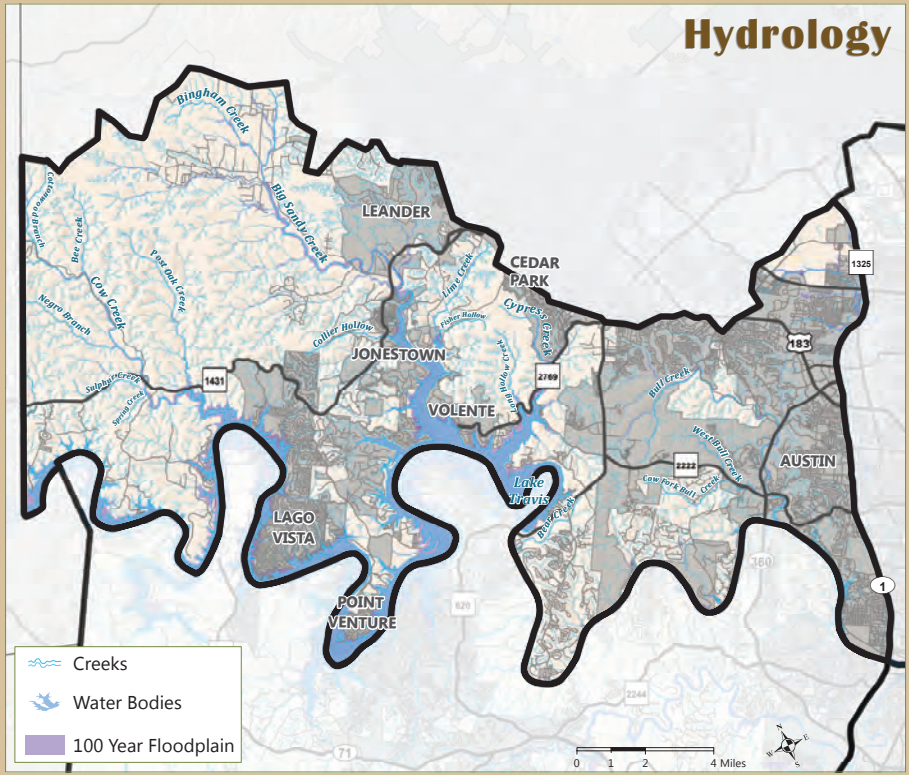 Hydrology
Bingham Creek
Cottonwood Branch
Bee Creek
Big Sandy Creek
LEANDER
Post Oak Creek
Cow Creek
Negro Branch
Lime Creek
CEDAR
PARK
1325
Cypress Creek
Fisher Hollow
Collier Hollow
JONESTOWN
183
Sulphur Creek
1431
Spring Creek
Long Hollow Creek
2769
Bull Creek
VOLENTE
West Bull Creek
2222
AUSTIN
Cow Fork Bull Creek
Lake
Travis
Bear Creek
LAGO
VISTA
360
1
POINT
VENTURE
620
2244
71
Creeks
Water Bodies
100 Year Floodplain
N
E
S
W
0 1 2 4 Miles